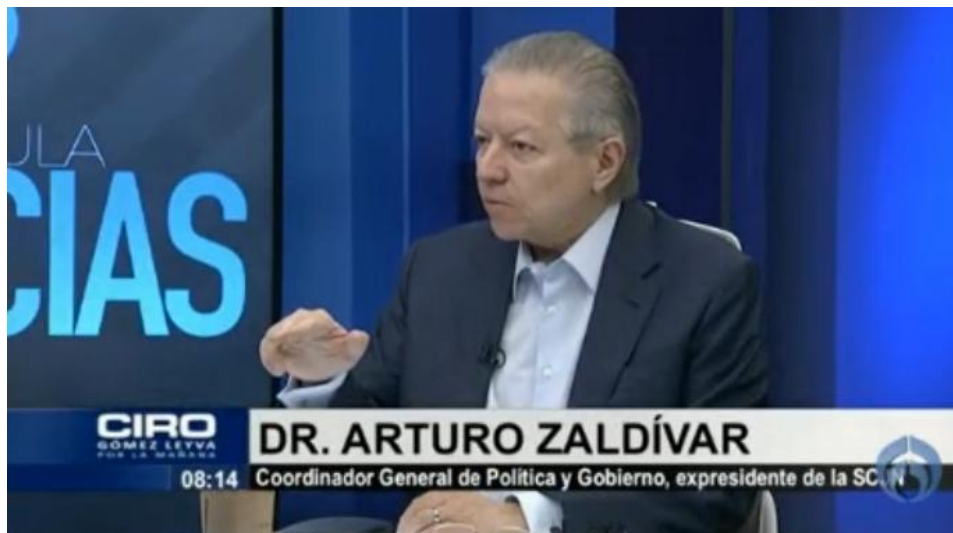 ULA
CIAS
CIRO
GÓMEZ LEYVA
POR LA MAÑANA
DR. ARTURO ZALDÍVAR
08:14
Coordinador General de Política y Gobierno, expresidente de la SCJN